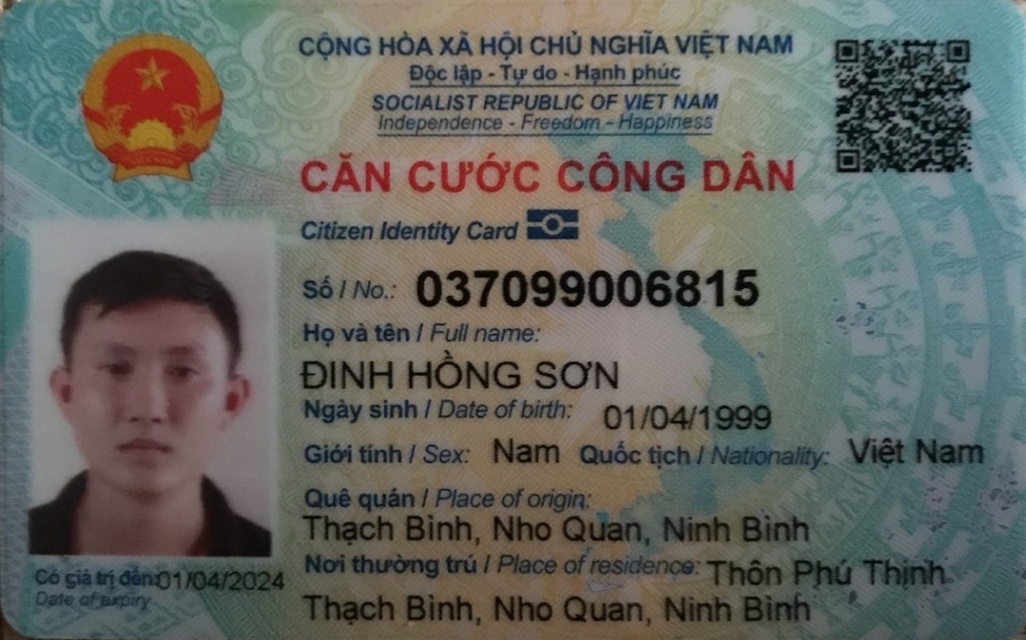 CỘNG HÒA XÃ HỘI CHỦ NGHĨA VIỆT NAM
Độc lập - Tự do - Hạnh phúc
SOCIALIST REPUBLIC OF VIET NAM
Independence - Freedom - Happiness
CĂN CƯỚC CÔNG DÂN
Citizen Identity Card
Số / No.: 037099006815
Họ và tên / Full name:
ĐINH HỒNG SƠN
Ngày sinh / Date of birth: 01/04/1999
Giới tính / Sex: Nam Quốc tịch / Nationality: Việt Nam
Quê quán / Place of origin:
Thạch Bình, Nho Quan, Ninh Bình
Nơi thường trú / Place of residence: Thôn Phú Thịnh
Thạch Bình, Nho Quan, Ninh Bình
Có giá trị đến: 01/04/2024
Date of expiry